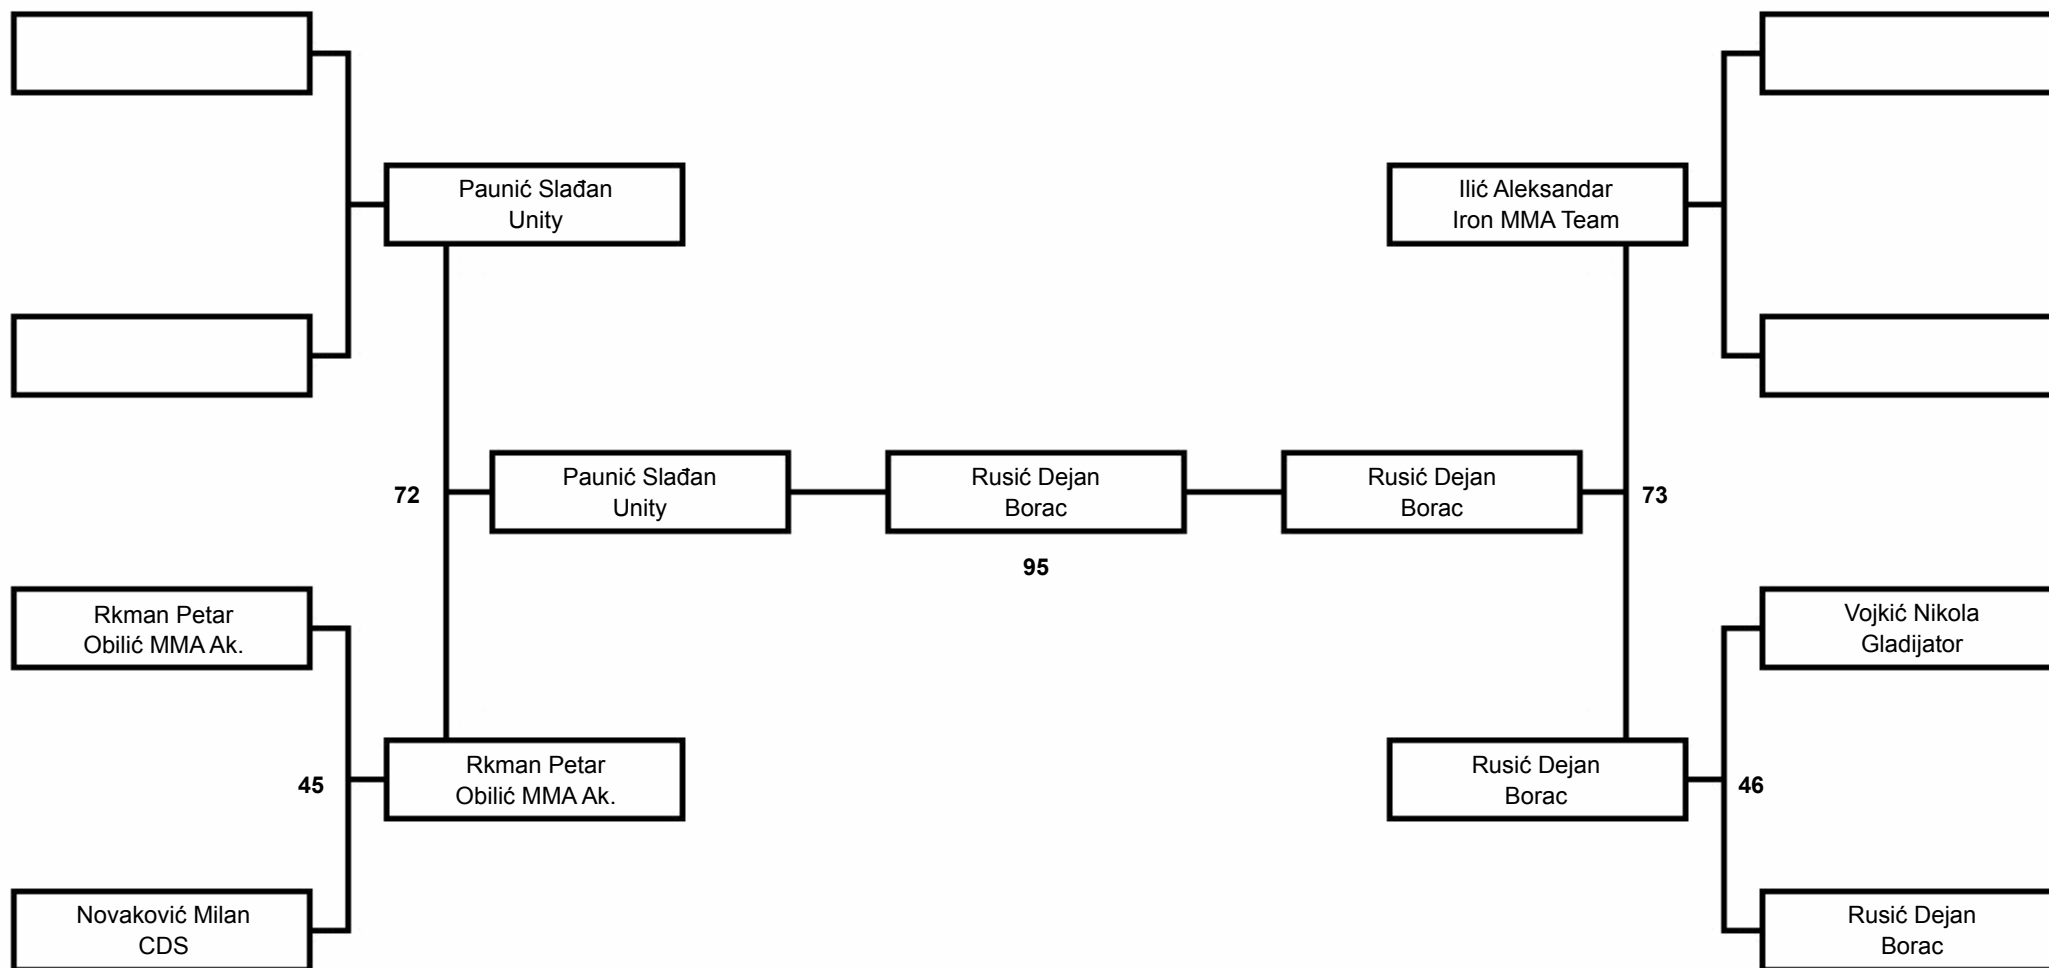 Paunić Slađan
Unity
Ilić Aleksandar
Iron MMA Team
72
Paunić Slađan
Unity
Rusić Dejan
Borac
Rusić Dejan
Borac
73
95
Rkman Petar
Obilić MMA Ak.
Vojkić Nikola
Gladijator
45
Rkman Petar
Obilić MMA Ak.
Rusić Dejan
Borac
46
Novaković Milan
CDS
Rusić Dejan
Borac